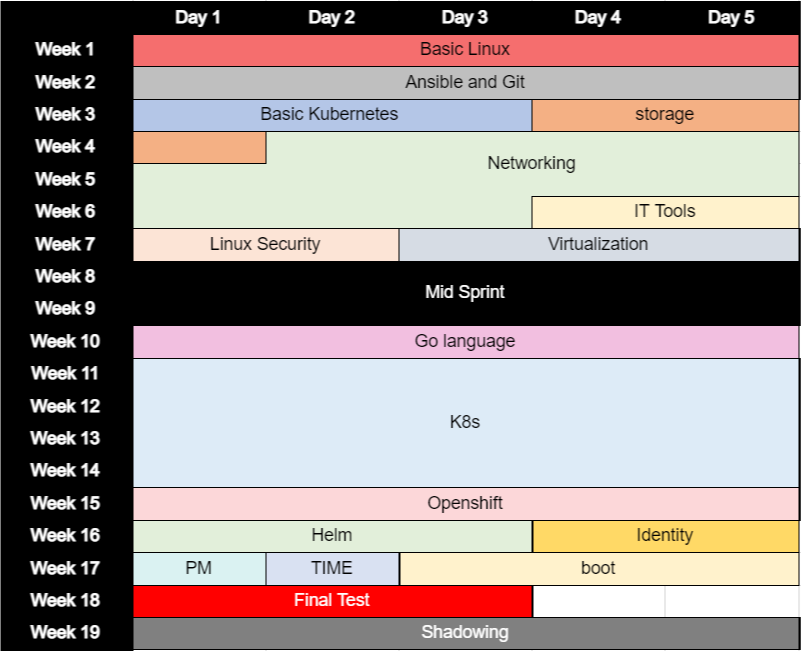 Day 1 Day 2 Day 3 Day 4 Day 5
Week 1 Basic Linux
Week 2 Ansible and Git
Week 3 Basic Kubernetes storage
Week 4
Networking
Week 5
Week 6 IT Tools
Week 7 Linux Security Virtualization
Week 8
Mid Sprint
Week 9
Week 10 Go language
Week 11
Week 12
K8s
Week 13
Week 14
Week 15 Openshift
Week 16 Helm Identity
Week 17 PM TIME boot
Week 18 Final Test
Week 19 Shadowing